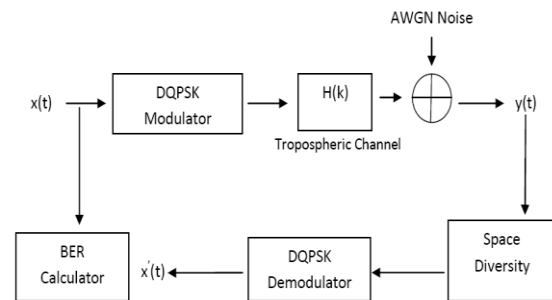 AWGN Noise
x(t)
DQPSK
Modulator
H(k)
Tropospheric Channel
y(t)
BER
Calculator
x'(t)
DQPSK
Demodulator
Space
Diversity